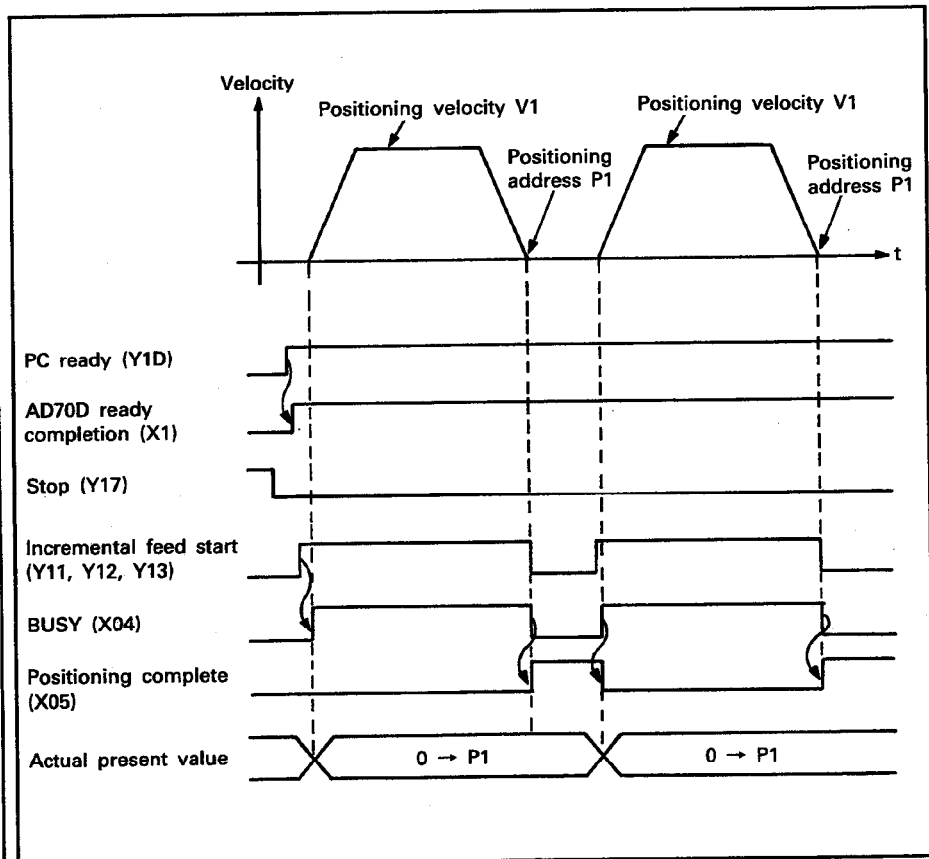 Velocity
Positioning velocity V1
Positioning velocity V1
Positioning
address P1
Positioning
address P1
t
PC ready (Y1D)
AD70D ready
completion (X1)
Stop (Y17)
Incremental feed start
(Y11, Y12, Y13)
BUSY (X04)
Positioning complete
(X05)
Actual present value
0 → P1
0 → P1